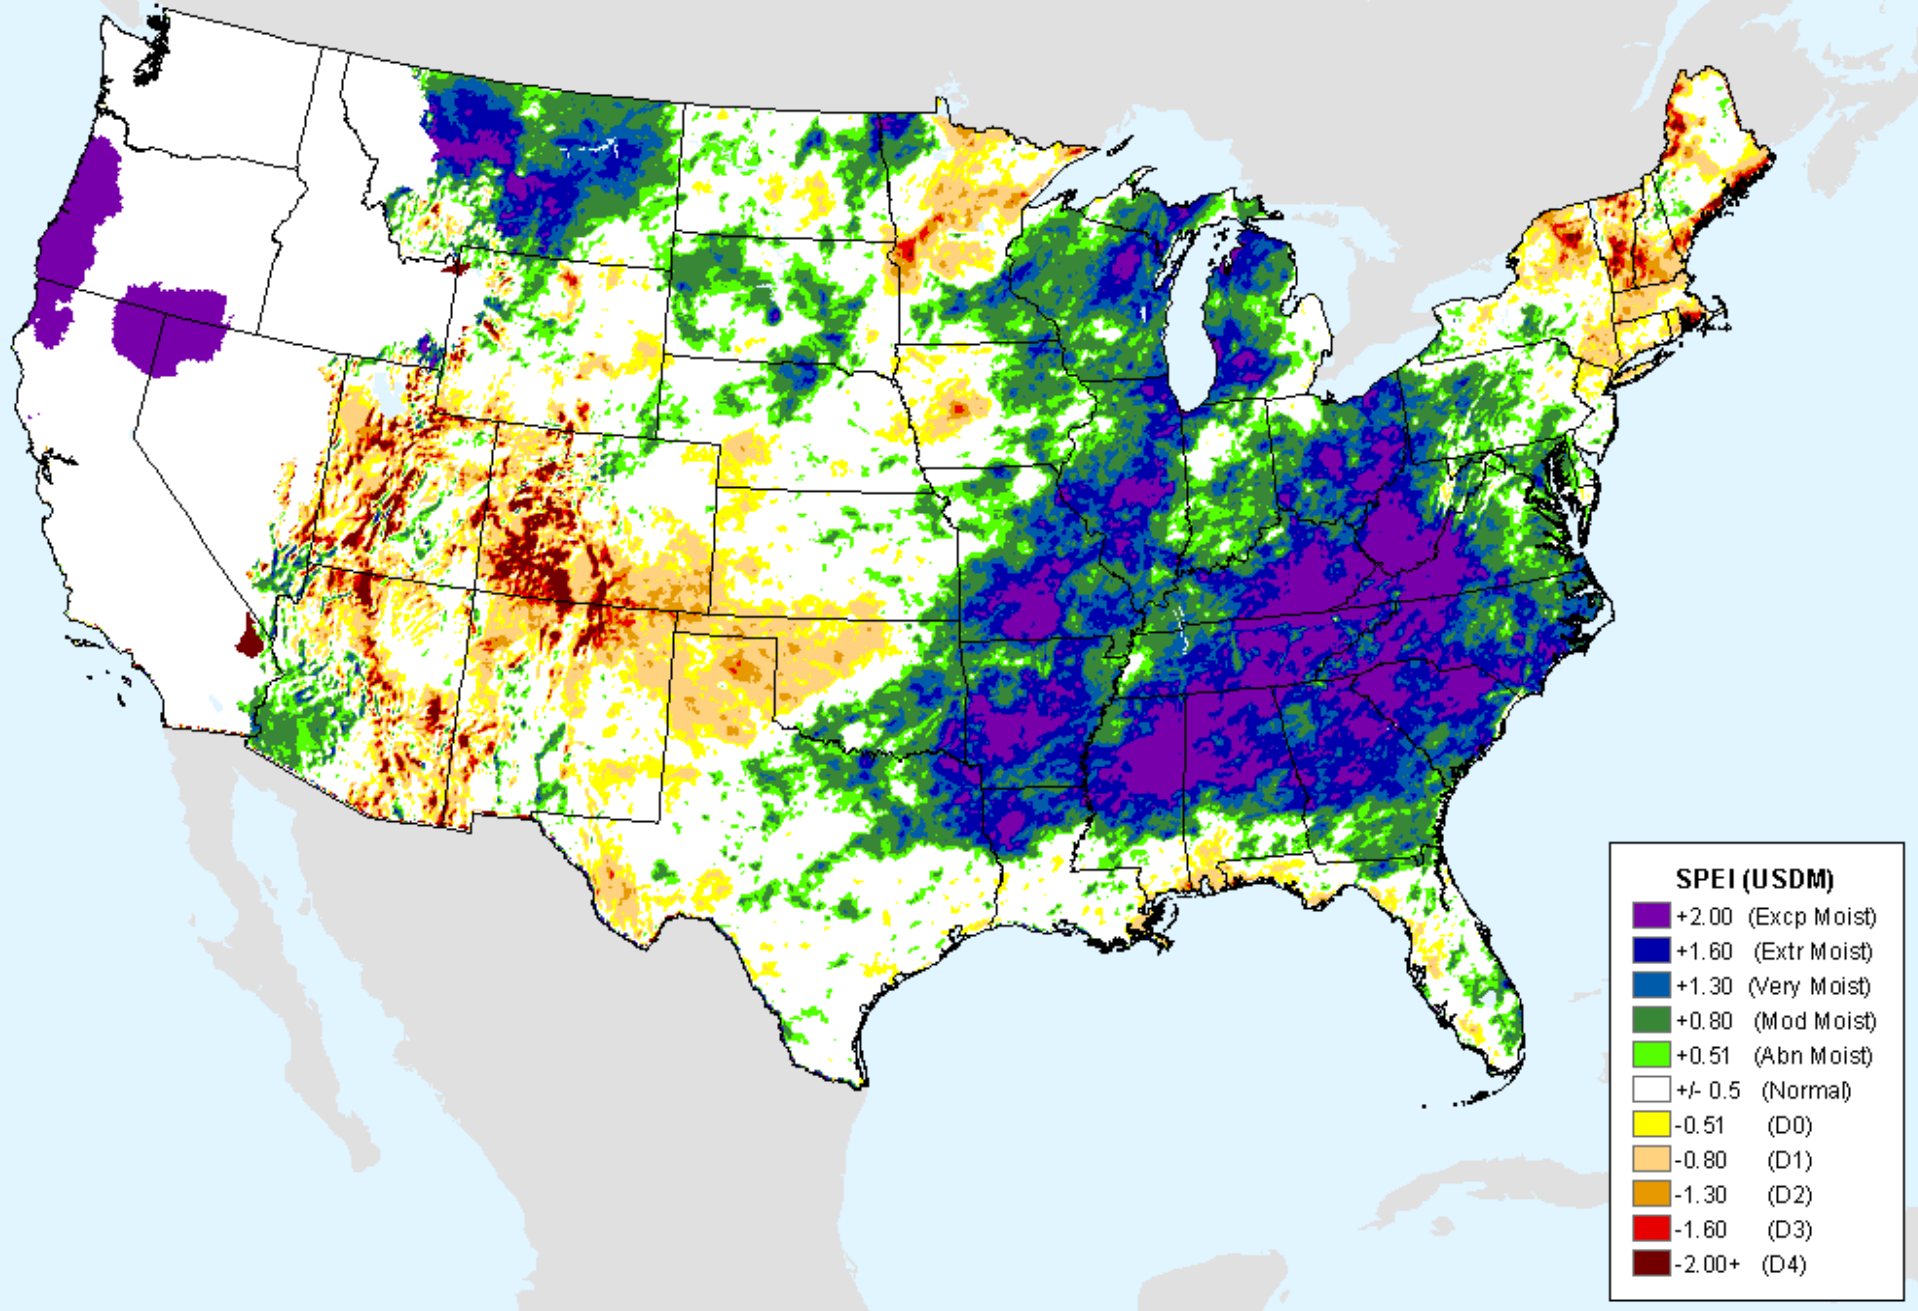 SPEI (USDM)
+2.00 (Excp Moist)
+1.60 (Extr Moist)
+1.30 (Very Moist)
+0.80 (Mod Moist)
+0.51 (Abn Moist)
+/- 0.5 (Normal)
-0.51 (D0)
-0.80 (D1)
-1.30 (D2)
-1.60 (D3)
-2.00+ (D4)